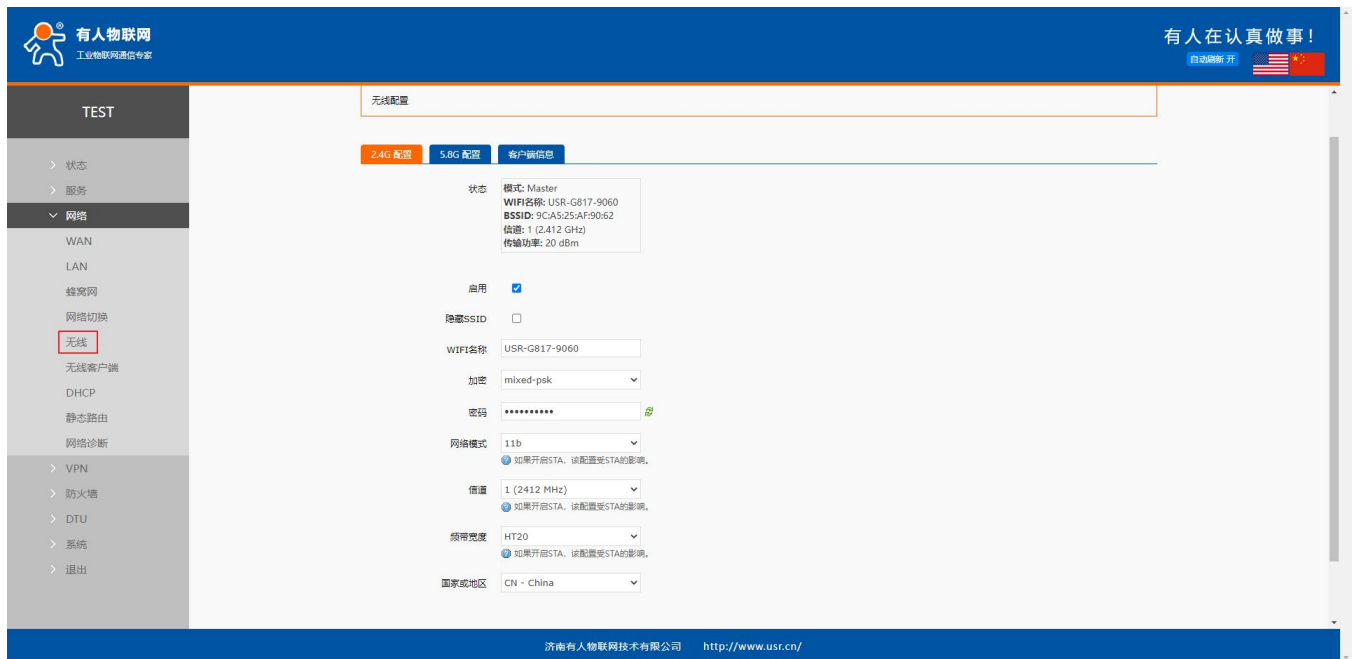 有人物联网
工业物联网通信专家
有人在认真做事!
自动刷新 开
TEST
状态
服务
网络
WAN
LAN
蜂窝网
网络切换
无线
无线客户端
DHCP
静态路由
网络诊断
VPN
防火墙
DTU
系统
退出
无线配置
2.4G 配置 5.8G 配置 客户端信息
状态 模式: Master
WIFI名称: USR-G817-9060
BSSID: 9C:A5:25:AF:90:62
信道: 1 (2.412 GHz)
传输功率: 20 dBm
启用
隐藏SSID
WIFI名称 USR-G817-9060
加密 mixed-psk
密码 ••••••••••
网络模式 11b
如果开启STA, 该配置受STA的影响。
信道 1 (2412 MHz)
如果开启STA, 该配置受STA的影响。
频带宽度 HT20
如果开启STA, 该配置受STA的影响。
国家或地区 CN - China
济南有人物联网技术有限公司 http://www.usr.cn/